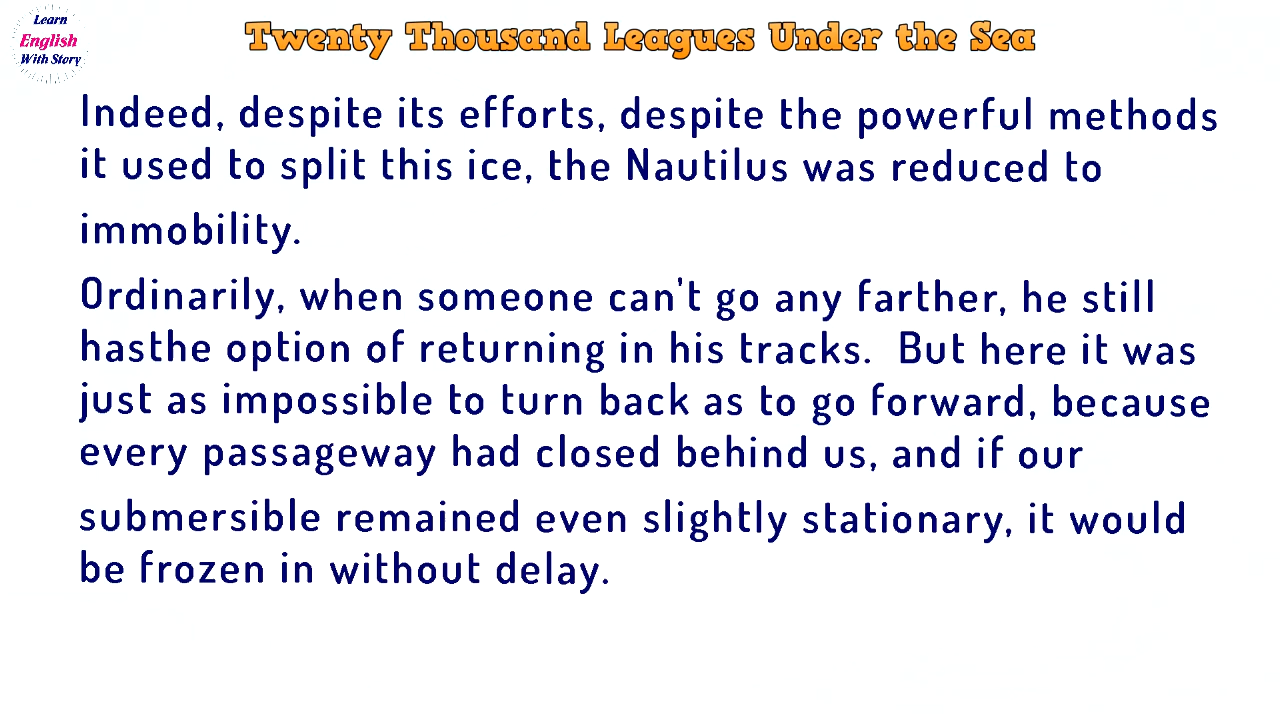 Learn
English
With Story
Twenty Thousand Leagues Under the Sea
Indeed, despite its efforts, despite the powerful methods
it used to split this ice, the Nautilus was reduced to
immobility.
Ordinarily, when someone can't go any farther, he still
hasthe option of returning in his tracks.  But here it was
just as impossible to turn back as to go forward, because
every passageway had closed behind us, and if our
submersible remained even slightly stationary, it would
be frozen in without delay.